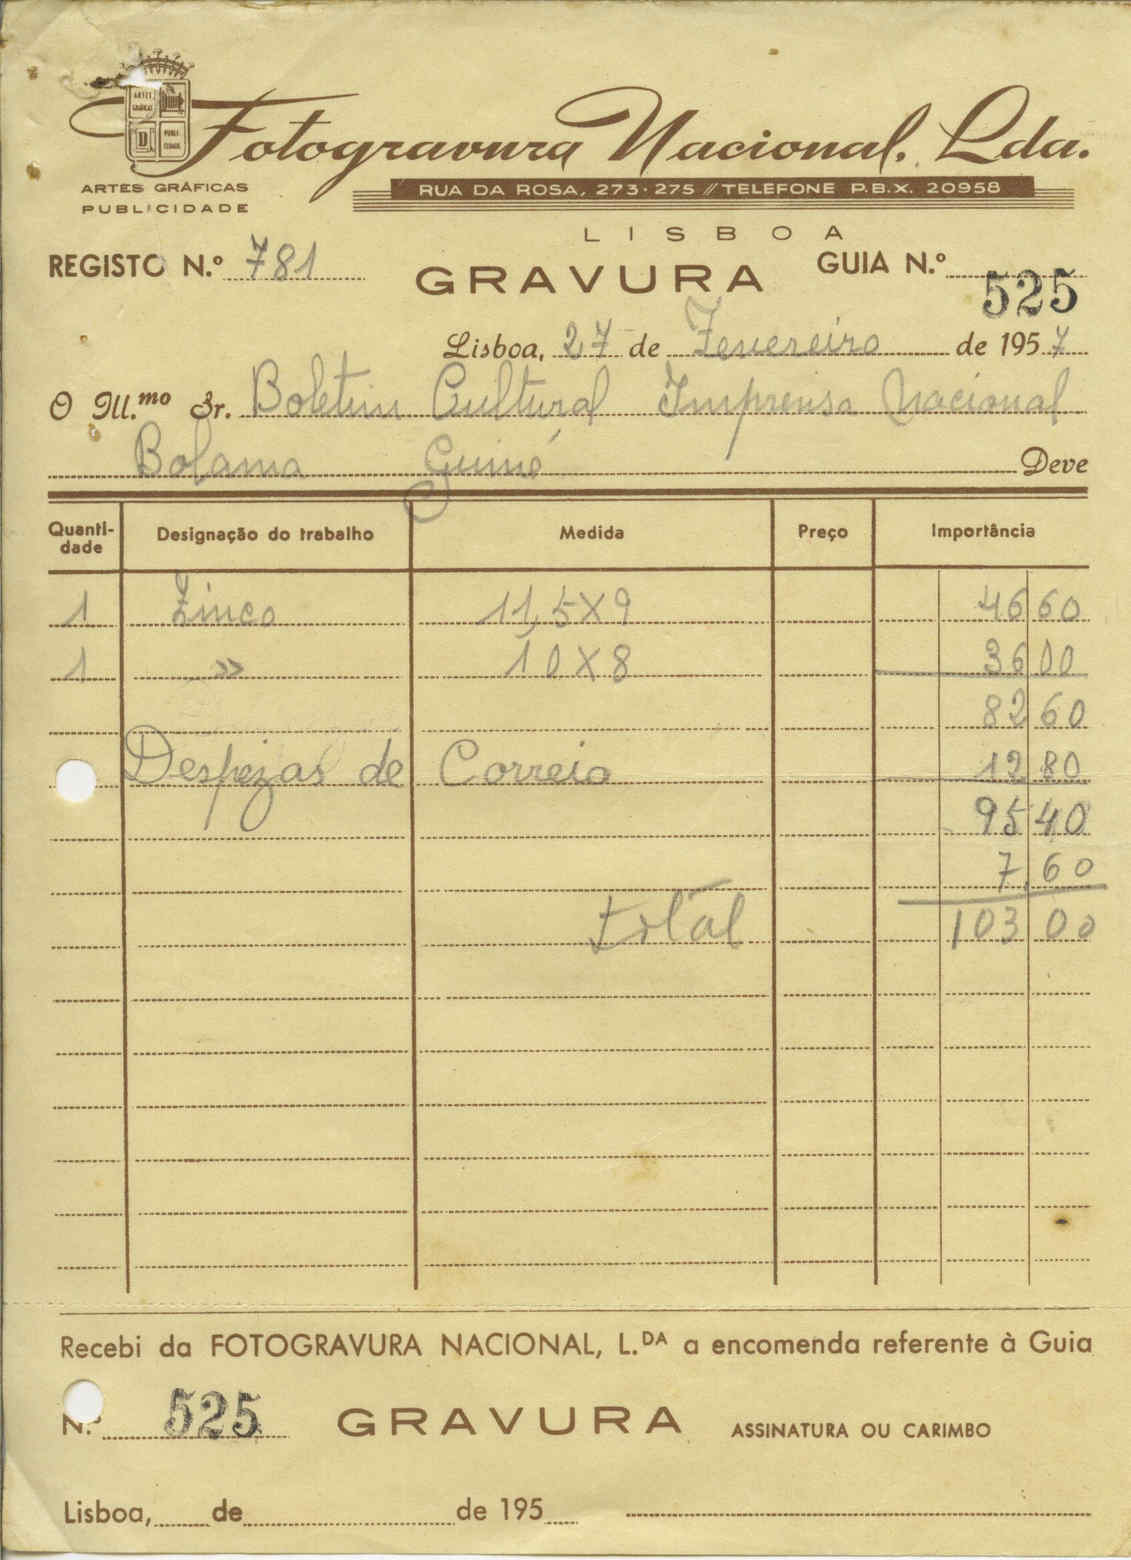 ARTES GRÁFICAS
PUBLICIDADE
Fotogravura Nacional, Lda.
ARTES GRÁFICAS PUBLICIDADE
RUA DA ROSA, 273-275 // TELEFONE P.B.X. 20958
LISBOA
REGISTO N.º 781
GRAVURA
GUIA N.º 525
Lisboa, 27 de Fevereiro de 1957
O Ill.mo Sr. Boletim Cultural Imprensa Nacional
Bolama Guiné Deve
Quantidade Designação do trabalho Medida Preço Importância
1 Zinco 11,5X9 46 60
1 » 10X8 36 00
82 60
Despezas de Correio 12 80
95 40
7,60
total 103 00
Recebi da FOTOGRAVURA NACIONAL, L.DA a encomenda referente à Guia
N.º 525 GRAVURA ASSINATURA OU CARIMBO
Lisboa, de de 195